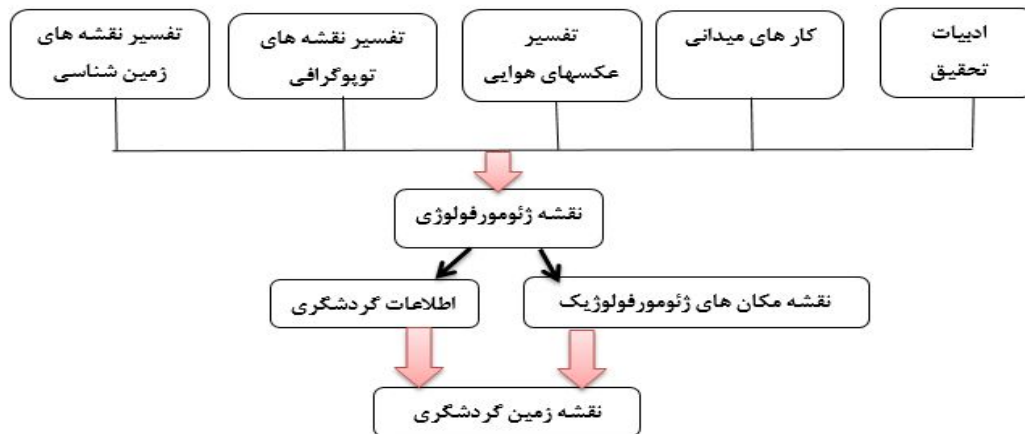 ادبیات
تحقیق
کار های میدانی
تفسیر
عکسهای هوایی
تفسیر نقشه های
توپوگرافی
تفسیر نقشه های
زمین شناسی
نقشه ژئومورفولوژی
نقشه مکان های ژئومورفولوژیک
اطلاعات گردشگری
نقشه زمین گردشگری